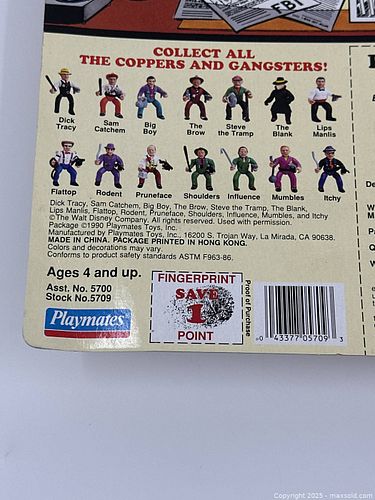 FBI
COLLECT ALL
THE COPPERS AND GANGSTERS!
Dick Tracy
Sam Catchem
Big Boy
The Brow
Steve the Tramp
The Blank
Lips Manlis
Flattop
Rodent
Pruneface
Shoulders
Influence
Mumbles
Itchy
Dick Tracy, Sam Catchem, Big Boy, The Brow, Steve the Tramp, The Blank,
Lips Manlis, Flattop, Rodent, Pruneface, Shoulders, Influence, Mumbles, and Itchy
©The Walt Disney Company. All rights reserved. Used with permission.
Package ©1990 Playmates Toys, Inc.
Manufactured by Playmates Toys, Inc., 16200 S. Trojan Way, La Mirada, CA 90638.
MADE IN CHINA. PACKAGE PRINTED IN HONG KONG.
Colors and decorations may vary.
Conforms to product safety standards ASTM F963-86.
Ages 4 and up.
Asst. No. 5700
Stock No. 5709
Playmates
FINGERPRINT
SAVE
1
POINT
Proof of Purchase
0 43377 05709 3
Copyright 2025 - maxsold.com